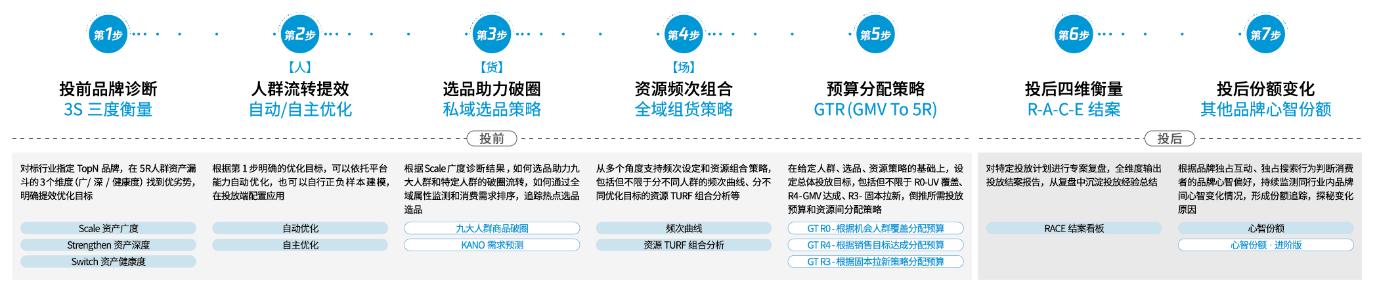 第1步
投前品牌诊断
3S 三度衡量
第2步
【人】
人群流转提效
自动/自主优化
第3步
【货】
选品助力破圈
私域选品策略
第4步
【场】
资源频次组合
全域组货策略
第5步
预算分配策略
GTR (GMV To 5R)
第6步
投后四维衡量
R-A-C-E 结案
第7步
投后份额变化
其他品牌心智份额
投前
投后
对标行业指定 TopN 品牌，在 5R人群资产漏
斗的3个维度（广/ 深 / 健康度）找到优劣势，
明确提效优化目标
Scale 资产广度
Strengthen 资产深度
Switch 资产健康度
根据第 1 步明确的优化目标，可以依托平台
能力自动优化，也可以自行正负样本建模，
在投放端配置应用
自动优化
自主优化
根据 Scale 广度诊断结果，如何选品助力九
大人群和特定人群的破圈流转，如何通过全
域属性监测和消费需求排序，追踪热点选品
造品
九大人群商品破圈
KANO 需求预测
从多个角度支持频次设定和资源组合策略，
包括但不限于分不同人群的频次曲线、分不
同优化目标的资源 TURF 组合分析等
频次曲线
资源 TURF 组合分析
在给定人群、选品、资源策略的基础上，设
定总体投放目标，包括但不限于 R0-UV 覆盖、
R4-GMV达成、R3- 固本拉新，倒推所需投放
预算和资源间分配策略
GT R0 - 根据机会人群覆盖分配预算
GT R4 - 根据销售目标达成分配预算
GT R3 - 根据固本拉新策略分配预算
对特定投放计划进行专案复盘，全维度输出
投放结案报告，从复盘中沉淀投放经验总结
RACE 结案看板
根据品牌独占互动、独占搜索行为判断消费
者的品牌心智偏好，持续监测同行业内品牌
间心智变化情况，形成份额追踪，探秘变化
原因
心智份额
心智份额 · 进阶版